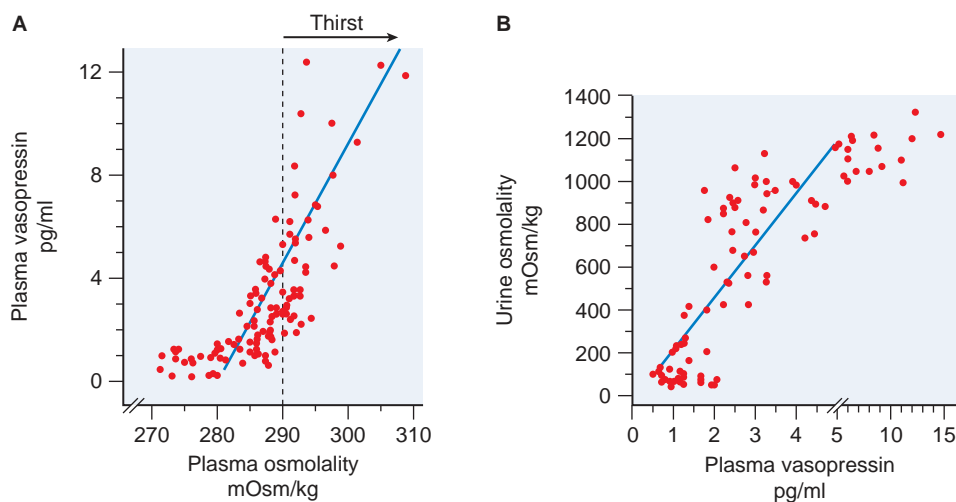 A
Thirst
12
8
4
0
Plasma vasopressin
pg/ml
270 280 290 300 310
Plasma osmolality
mOsm/kg
B
1400
1200
1000
800
600
400
200
0
Urine osmolality
mOsm/kg
0 1 2 3 4 5 10 15
Plasma vasopressin
pg/ml